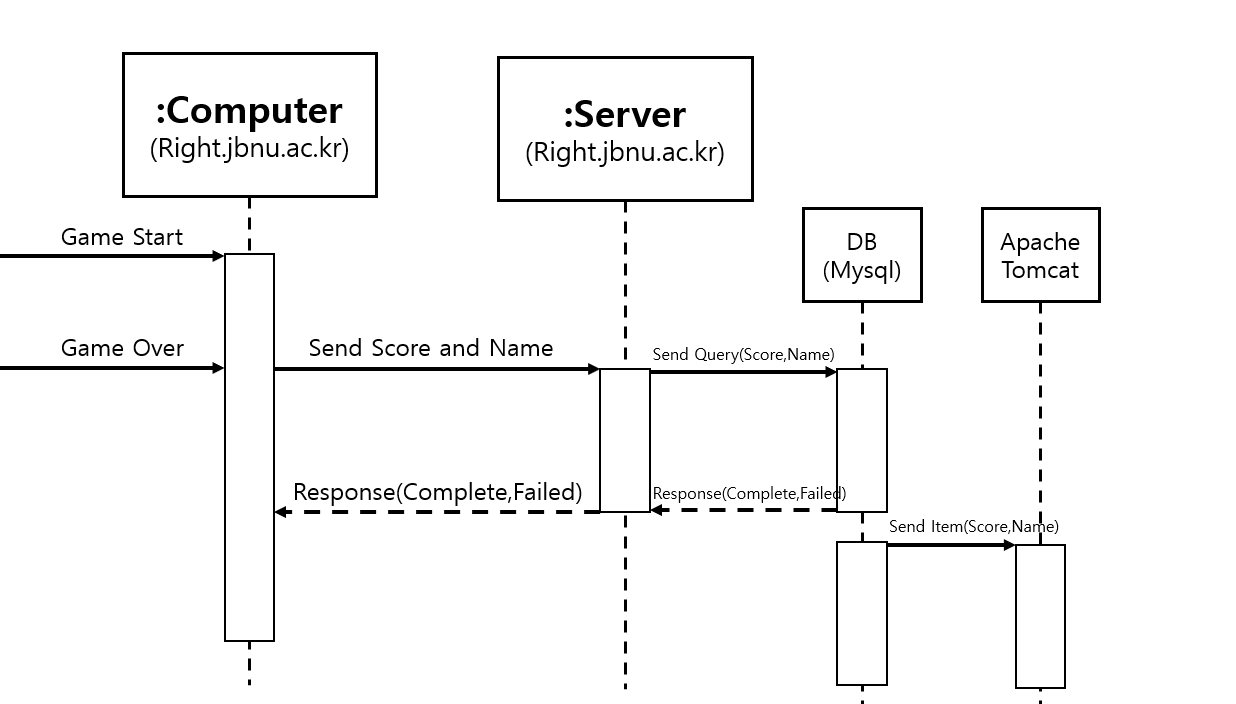 :Computer
(Right.jbnu.ac.kr)
:Server
(Right.jbnu.ac.kr)
DB
(Mysql)
Apache
Tomcat
Game Start
Game Over
Send Score and Name
Send Query(Score,Name)
Response(Complete,Failed)
Response(Complete,Failed)
Send Item(Score,Name)